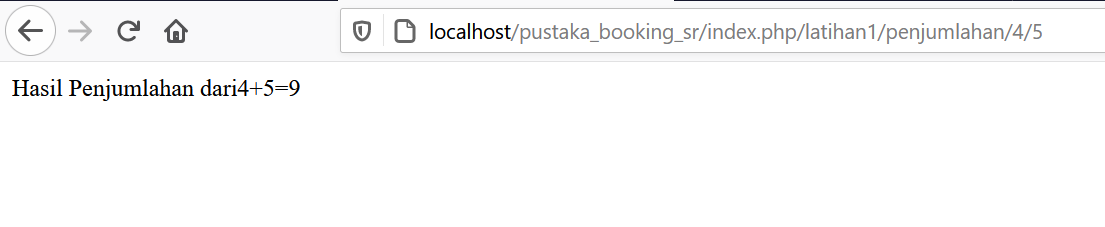 localhost/pustaka_booking_sr/index.php/latihan1/penjumlahan/4/5
Hasil Penjumlahan dari4+5=9